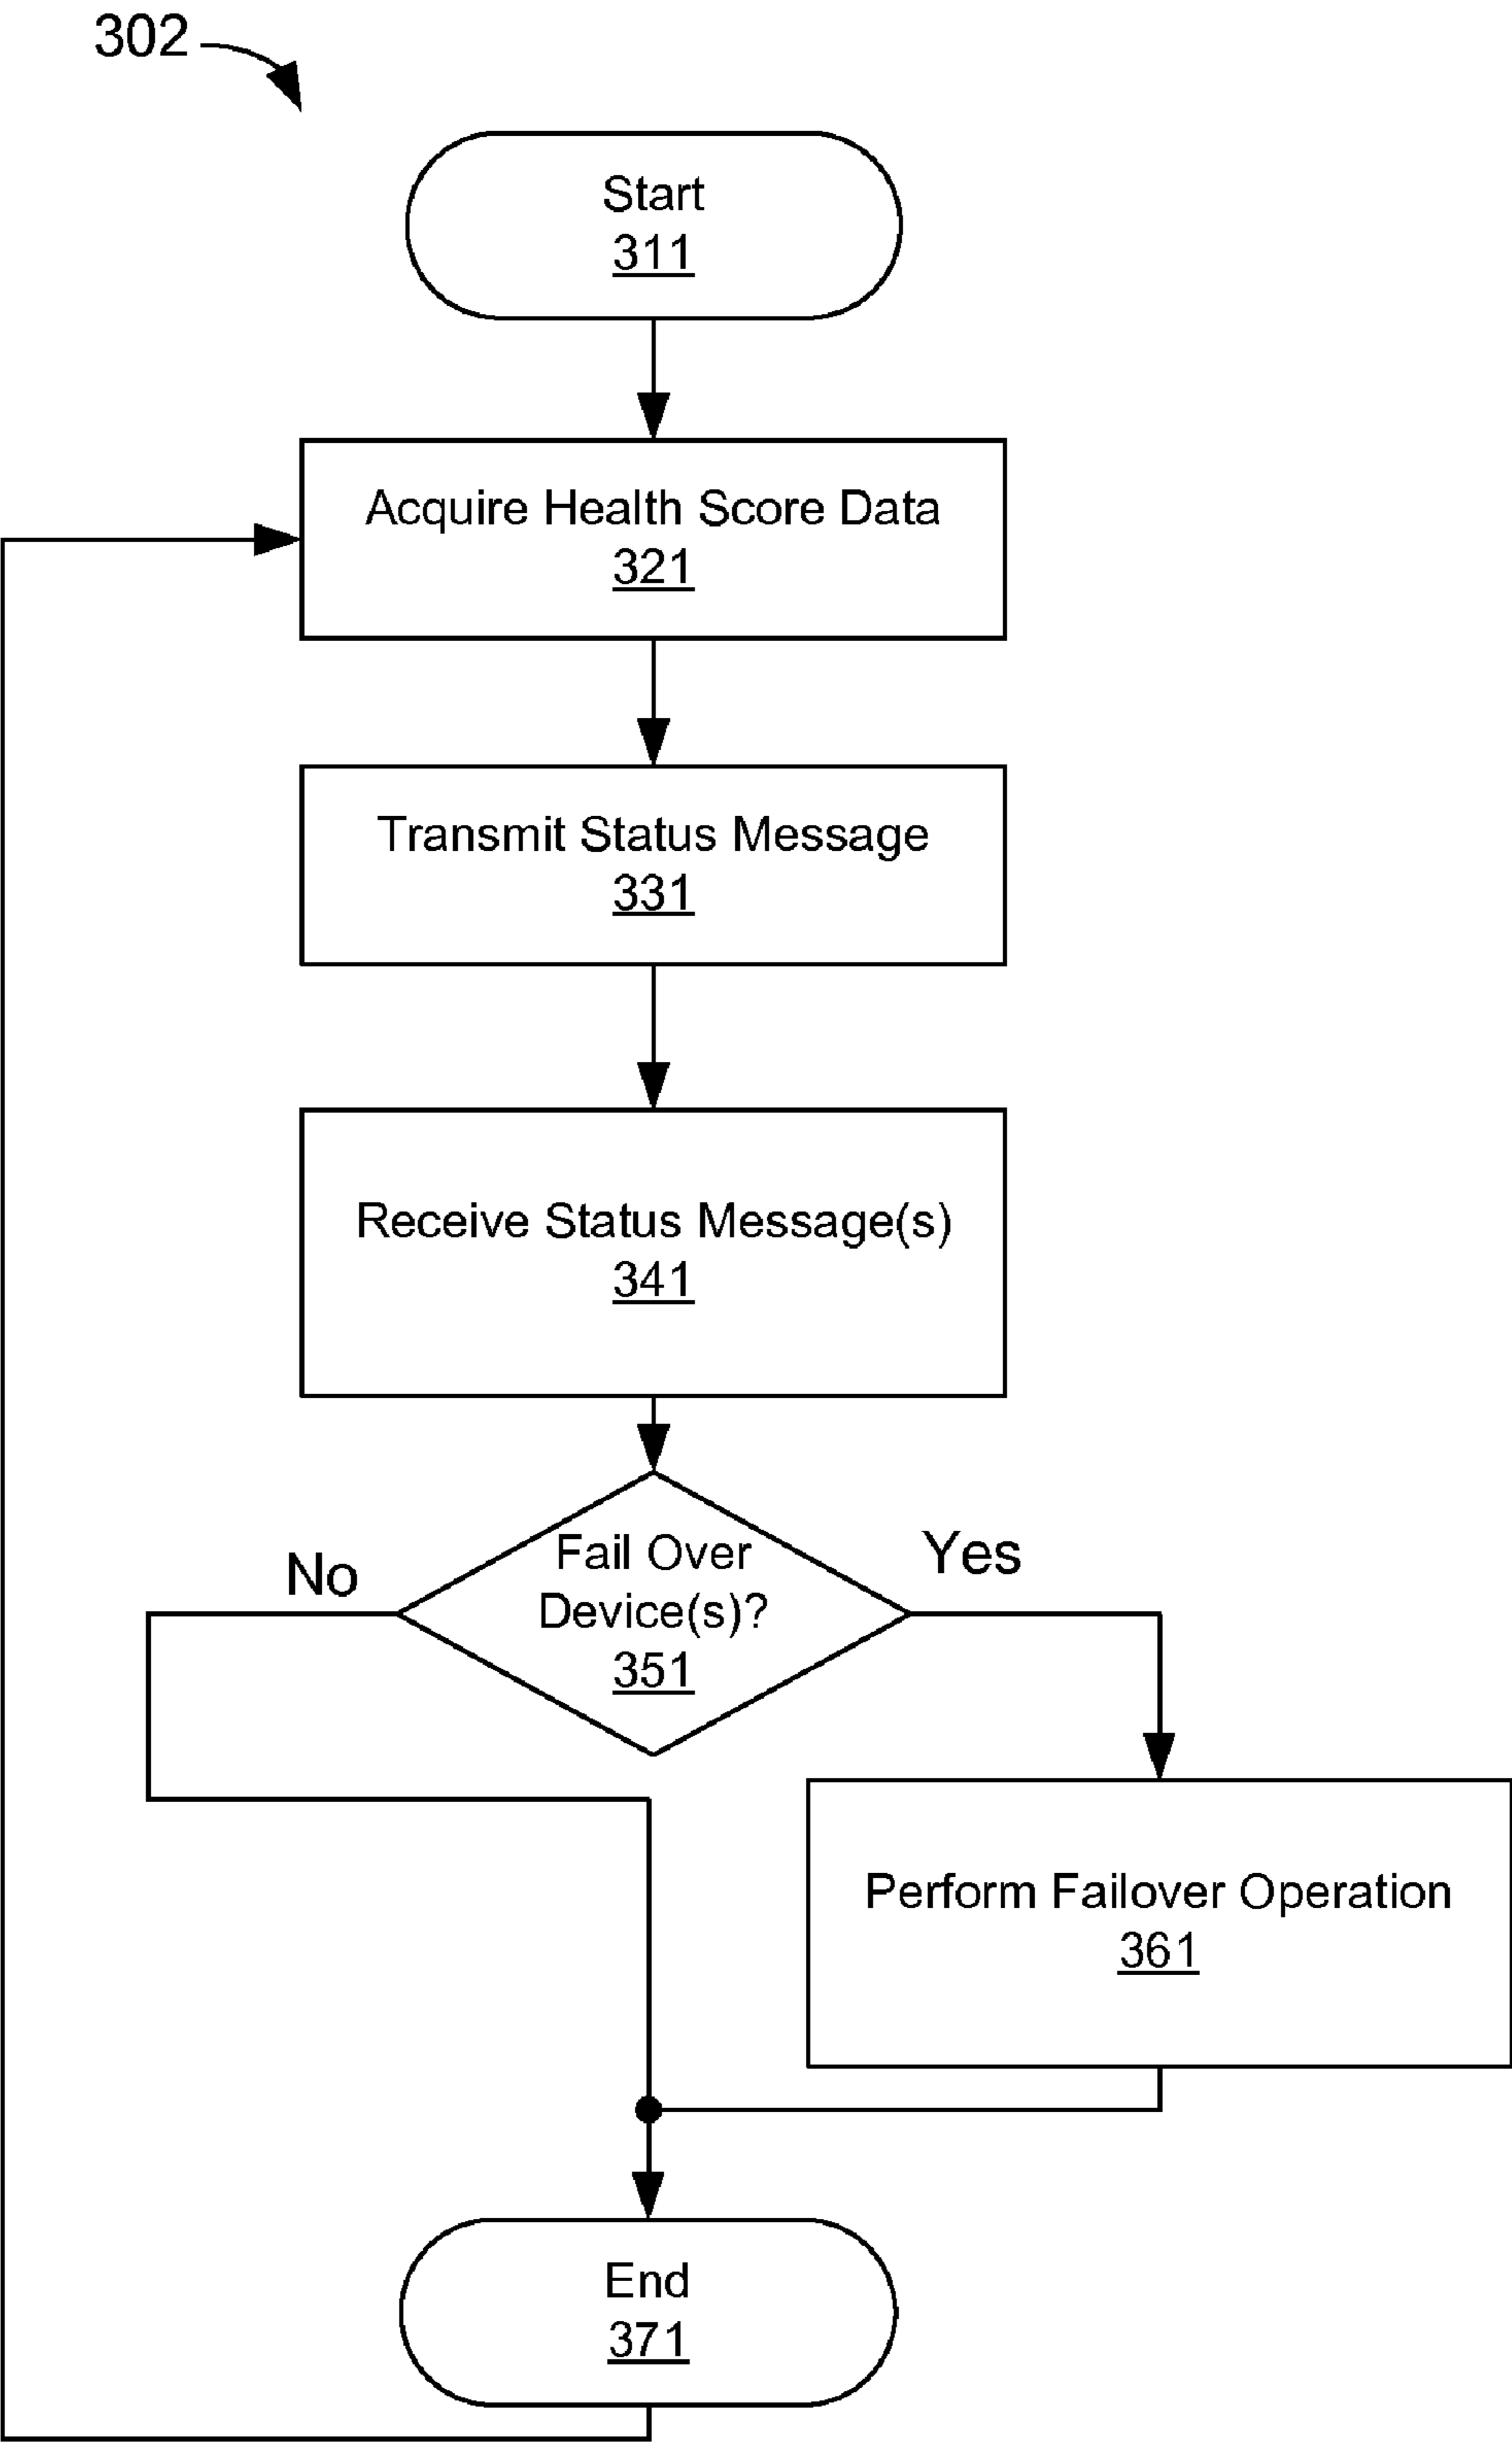 302
Start
311
Acquire Health Score Data
321
Transmit Status Message
331
Receive Status Message(s)
341
Fail Over
Device(s)?
351
No
Yes
Perform Failover Operation
361
End
371